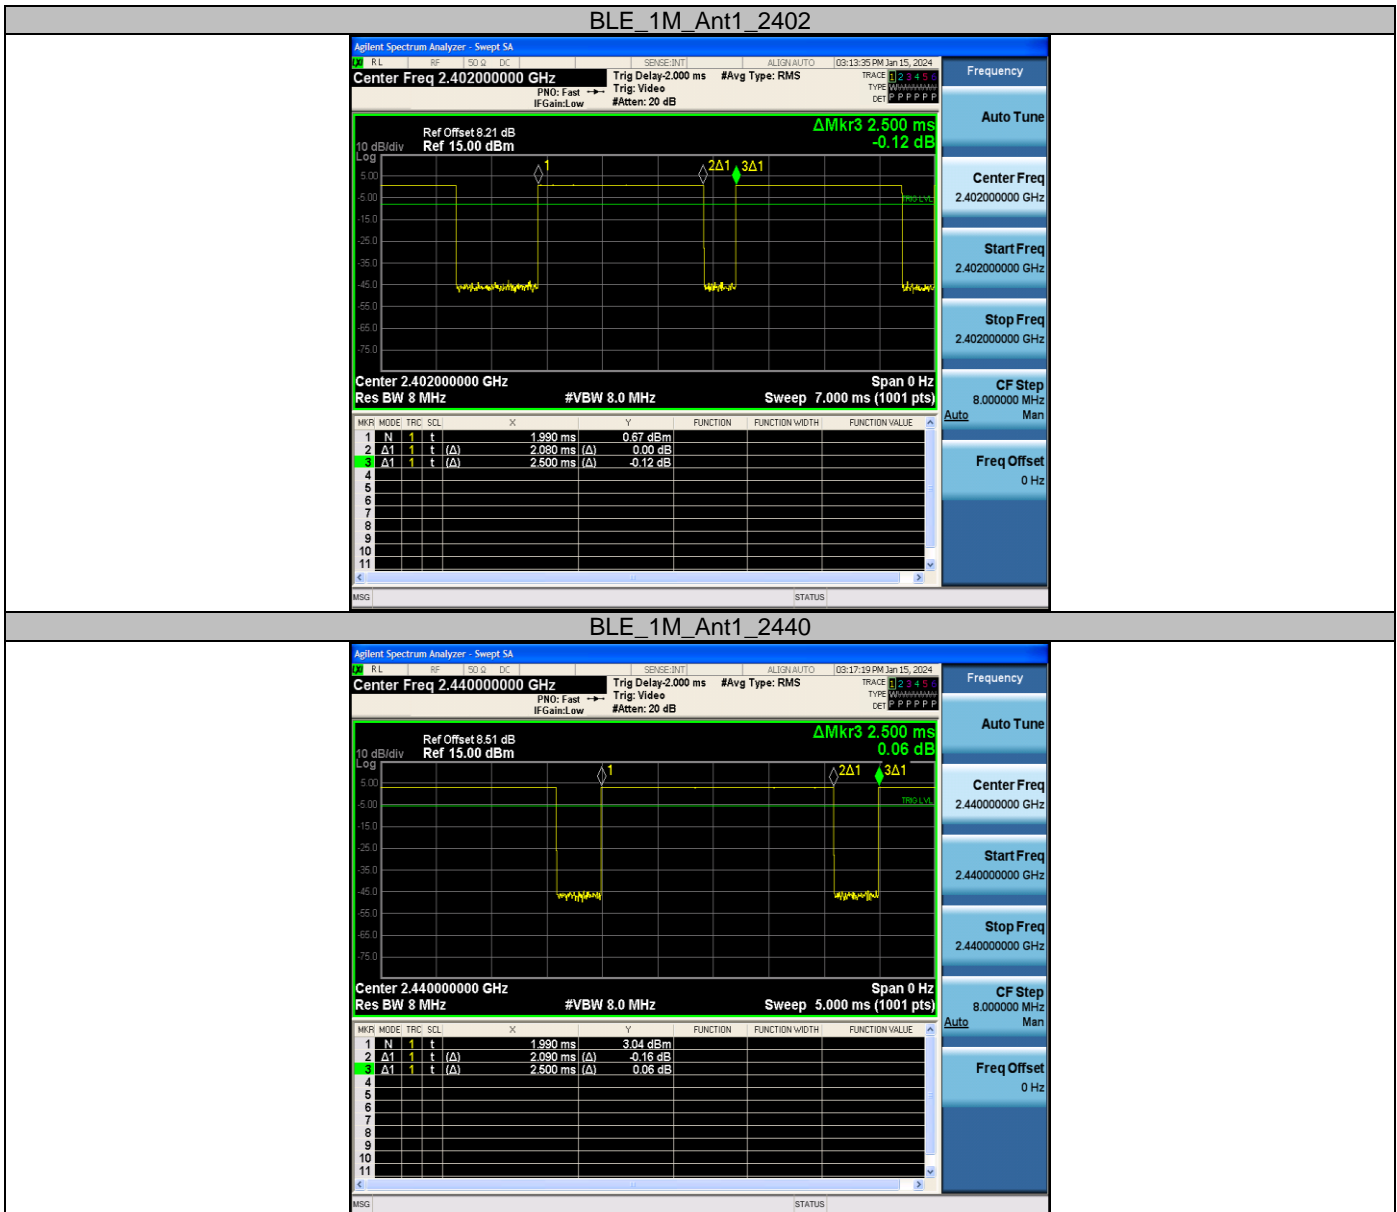 BLE_1M_Ant1_2402
Agilent Spectrum Analyzer - Swept SA
RL RF 50 Ω DC SENSE:INT ALIGNAUTO 03:13:35 PM Jan 15, 2024
Center Freq 2.402000000 GHz Trig Delay-2.000 ms #Avg Type: RMS TRACE 1 2 3 4 5 6
PNO: Fast Trig: Video TYPE
IFGain:Low #Atten: 20 dB DET P P P P P P
Frequency
Auto Tune
Center Freq
2.402000000 GHz
Start Freq
2.402000000 GHz
Stop Freq
2.402000000 GHz
CF Step
8.000000 MHz
Auto Man
Freq Offset
0 Hz
ΔMkr3 2.500 ms
-0.12 dB
Ref Offset 8.21 dB
10 dB/div Ref 15.00 dBm
Log
1 2Δ1 3Δ1
5.00
-5.00
TRIG LVL
-15.0
-25.0
-35.0
-45.0
-55.0
-65.0
-75.0
Center 2.402000000 GHz Span 0 Hz
Res BW 8 MHz #VBW 8.0 MHz Sweep 7.000 ms (1001 pts)
MKR MODE TRC SCL X Y FUNCTION FUNCTION WIDTH FUNCTION VALUE
1 N 1 t 1.990 ms 0.67 dBm
2 Δ1 1 t (Δ) 2.080 ms (Δ) 0.00 dB
3 Δ1 1 t (Δ) 2.500 ms (Δ) -0.12 dB
4
5
6
7
8
9
10
11
MSG STATUS
BLE_1M_Ant1_2440
Agilent Spectrum Analyzer - Swept SA
RL RF 50 Ω DC SENSE:INT ALIGNAUTO 03:17:19 PM Jan 15, 2024
Center Freq 2.440000000 GHz Trig Delay-2.000 ms #Avg Type: RMS TRACE 1 2 3 4 5 6
PNO: Fast Trig: Video TYPE
IFGain:Low #Atten: 20 dB DET P P P P P P
Frequency
Auto Tune
Center Freq
2.440000000 GHz
Start Freq
2.440000000 GHz
Stop Freq
2.440000000 GHz
CF Step
8.000000 MHz
Auto Man
Freq Offset
0 Hz
ΔMkr3 2.500 ms
0.06 dB
Ref Offset 8.51 dB
10 dB/div Ref 15.00 dBm
Log
1 2Δ1 3Δ1
5.00
-5.00
TRIG LVL
-15.0
-25.0
-35.0
-45.0
-55.0
-65.0
-75.0
Center 2.440000000 GHz Span 0 Hz
Res BW 8 MHz #VBW 8.0 MHz Sweep 5.000 ms (1001 pts)
MKR MODE TRC SCL X Y FUNCTION FUNCTION WIDTH FUNCTION VALUE
1 N 1 t 1.990 ms 3.04 dBm
2 Δ1 1 t (Δ) 2.090 ms (Δ) -0.16 dB
3 Δ1 1 t (Δ) 2.500 ms (Δ) 0.06 dB
4
5
6
7
8
9
10
11
MSG STATUS